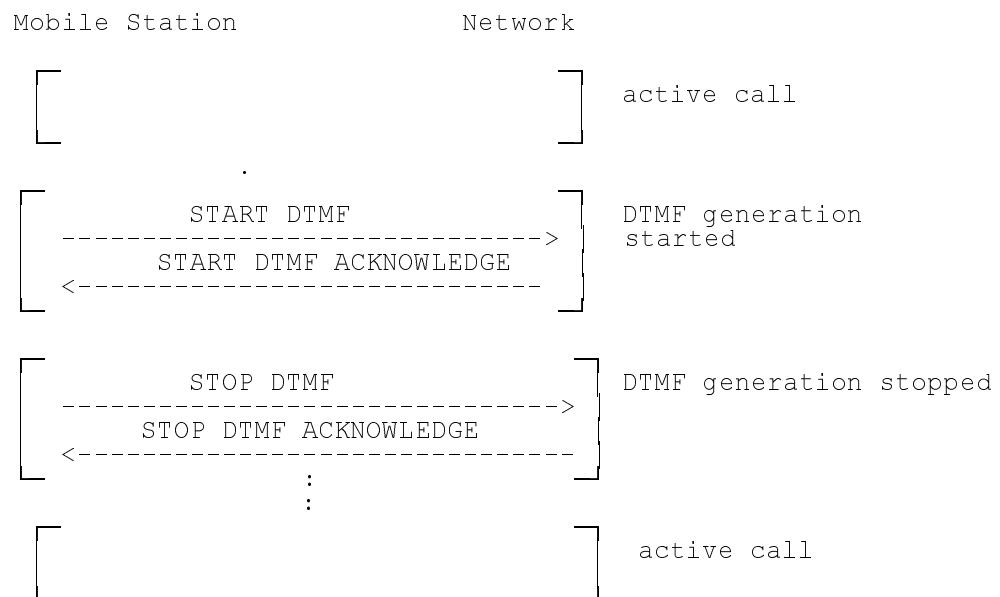 Mobile Station Network
active call
START DTMF DTMF generation
started
START DTMF ACKNOWLEDGE
STOP DTMF DTMF generation stopped
STOP DTMF ACKNOWLEDGE
active call